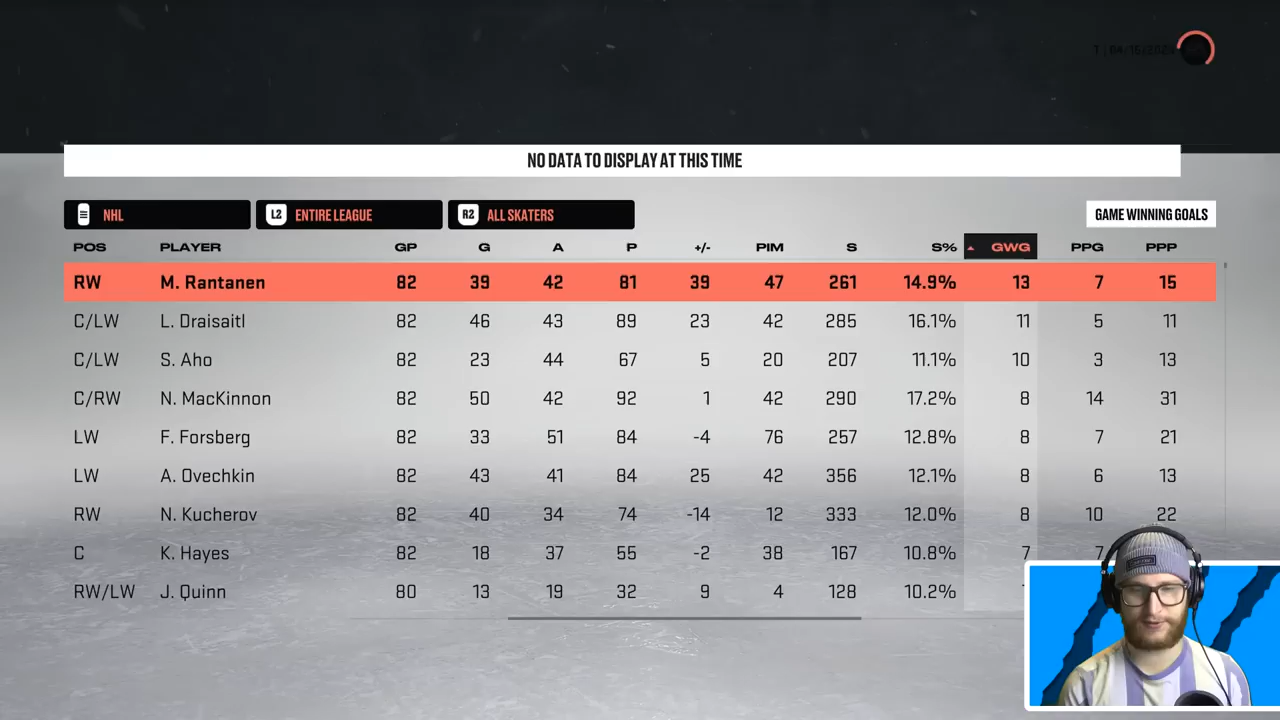 NO DATA TO DISPLAY AT THIS TIME
NHL L2 ENTIRE LEAGUE R2 ALL SKATERS GAME WINNING GOALS
POS PLAYER GP G A P +/- PIM S S% GWG PPG PPP
RW M. Rantanen 82 39 42 81 39 47 261 14.9% 13 7 15
C/LW L. Draisaitl 82 46 43 89 23 42 285 16.1% 11 5 11
C/LW S. Aho 82 23 44 67 5 20 207 11.1% 10 3 13
C/RW N. MacKinnon 82 50 42 92 1 42 290 17.2% 8 14 31
LW F. Forsberg 82 33 51 84 -4 76 257 12.8% 8 7 21
LW A. Ovechkin 82 43 41 84 25 42 356 12.1% 8 6 13
RW N. Kucherov 82 40 34 74 -14 12 333 12.0% 8 10 22
C K. Hayes 82 18 37 55 -2 38 167 10.8% 7 7
RW/LW J. Quinn 80 13 19 32 9 4 128 10.2%